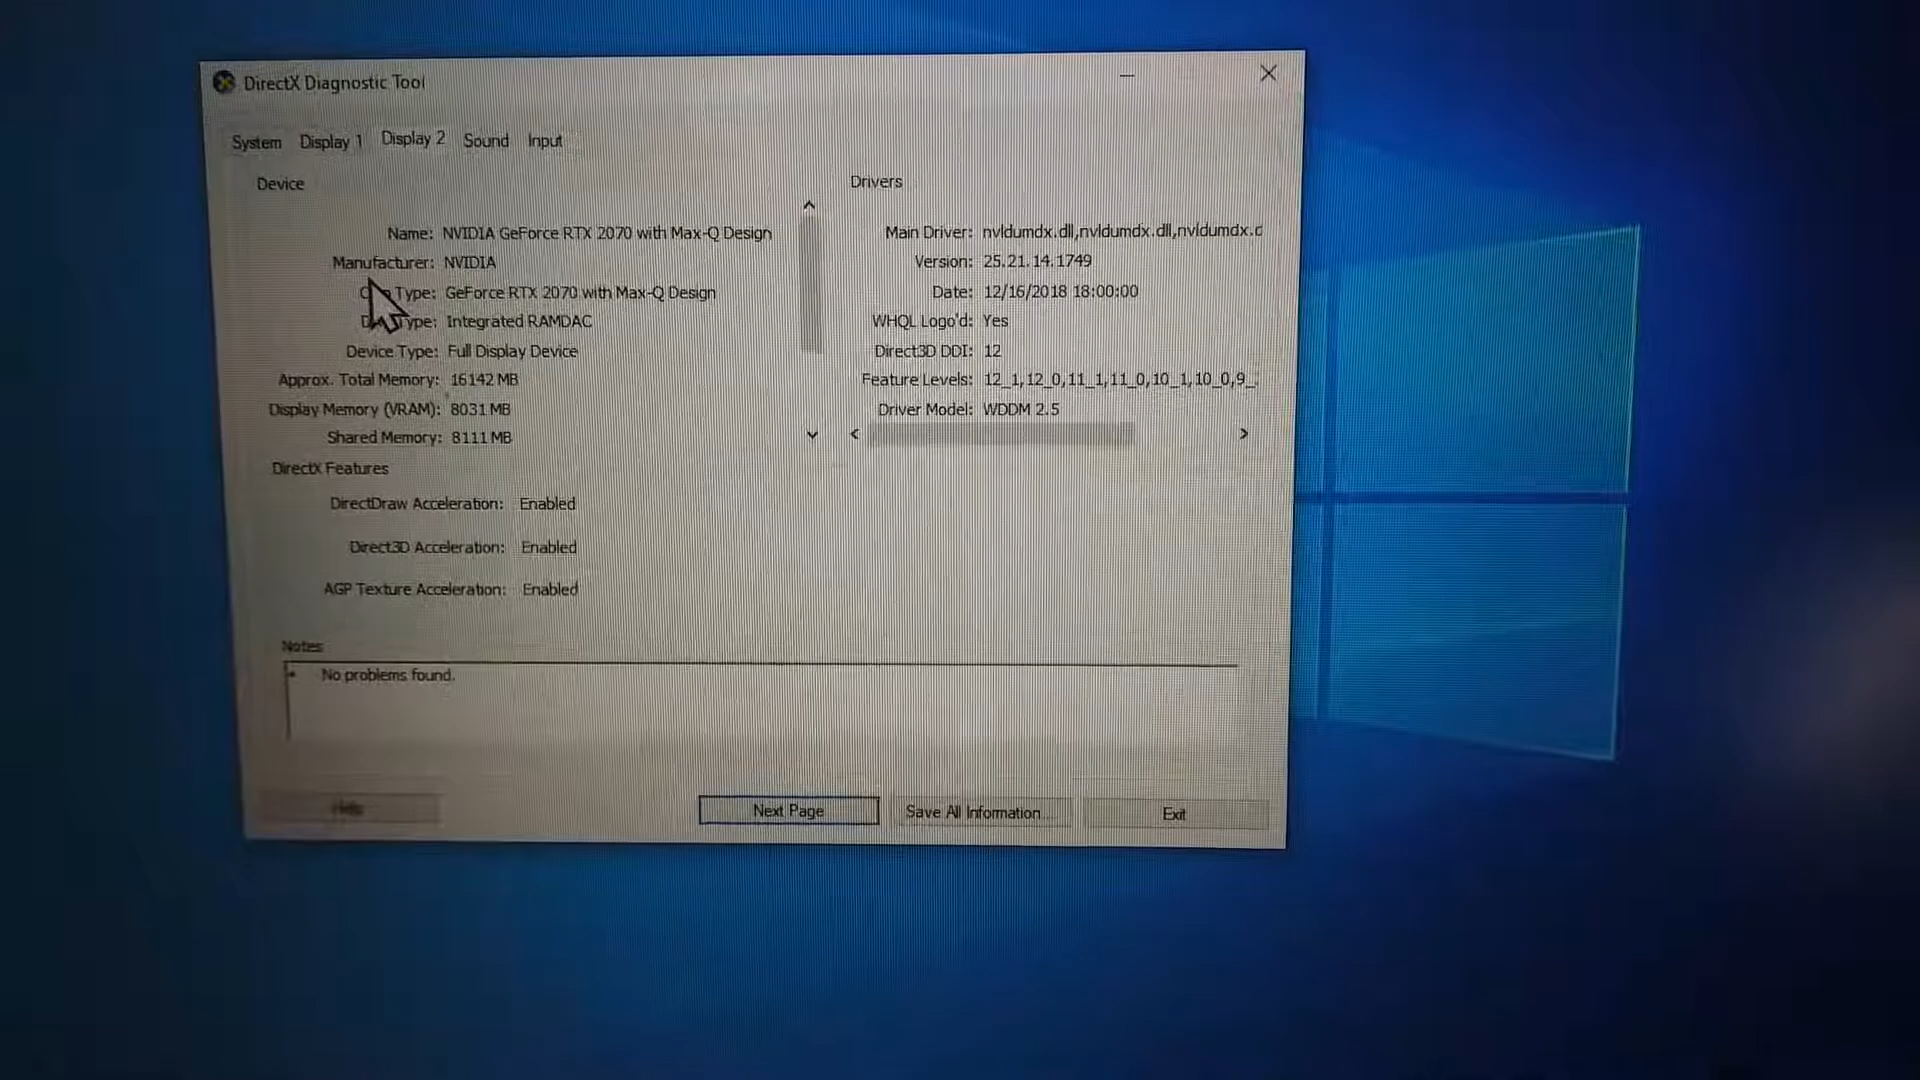 DirectX Diagnostic Tool
System Display 1 Display 2 Sound Input
Device
Name: NVIDIA GeForce RTX 2070 with Max-Q Design
Manufacturer: NVIDIA
Type: GeForce RTX 2070 with Max-Q Design
Type: Integrated RAMDAC
Device Type: Full Display Device
Approx. Total Memory: 16142 MB
Display Memory (VRAM): 8031 MB
Shared Memory: 8111 MB
Drivers
Main Driver: nvldumdx.dll,nvldumdx.dll,nvldumdx.d
Version: 25.21.14.1749
Date: 12/16/2018 18:00:00
WHQL Logo'd: Yes
Direct3D DDI: 12
Feature Levels: 12_1,12_0,11_1,11_0,10_1,10_0,9_
Driver Model: WDDM 2.5
DirectX Features
DirectDraw Acceleration: Enabled
Direct3D Acceleration: Enabled
AGP Texture Acceleration: Enabled
Notes
No problems found.
Help Next Page Save All Information... Exit